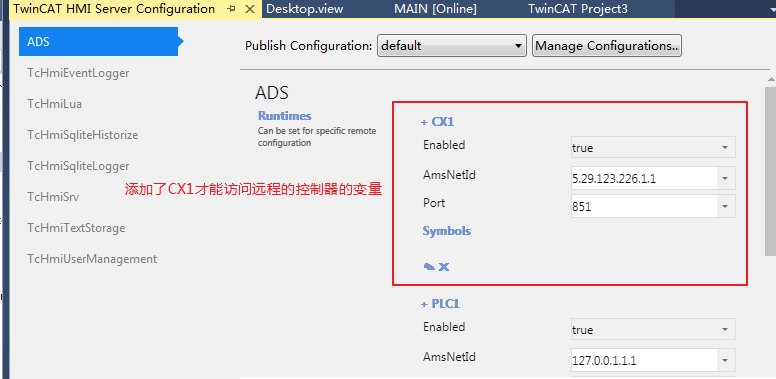 TwinCAT HMI Server Configuration
Desktop.view
MAIN [Online]
TwinCAT Project3
ADS
TcHmiEventLogger
TcHmiLua
TcHmiSqliteHistorize
TcHmiSqliteLogger
TcHmiSrv
TcHmiTextStorage
TcHmiUserManagement
Publish Configuration:
default
Manage Configurations..
ADS
Runtimes
Can be set for specific remote
configuration
添加了CX1才能访问远程的控制器的变量
+ CX1
Enabled
true
AmsNetId
5.29.123.226.1.1
Port
851
Symbols
+ PLC1
Enabled
true
AmsNetId
127.0.0.1.1.1